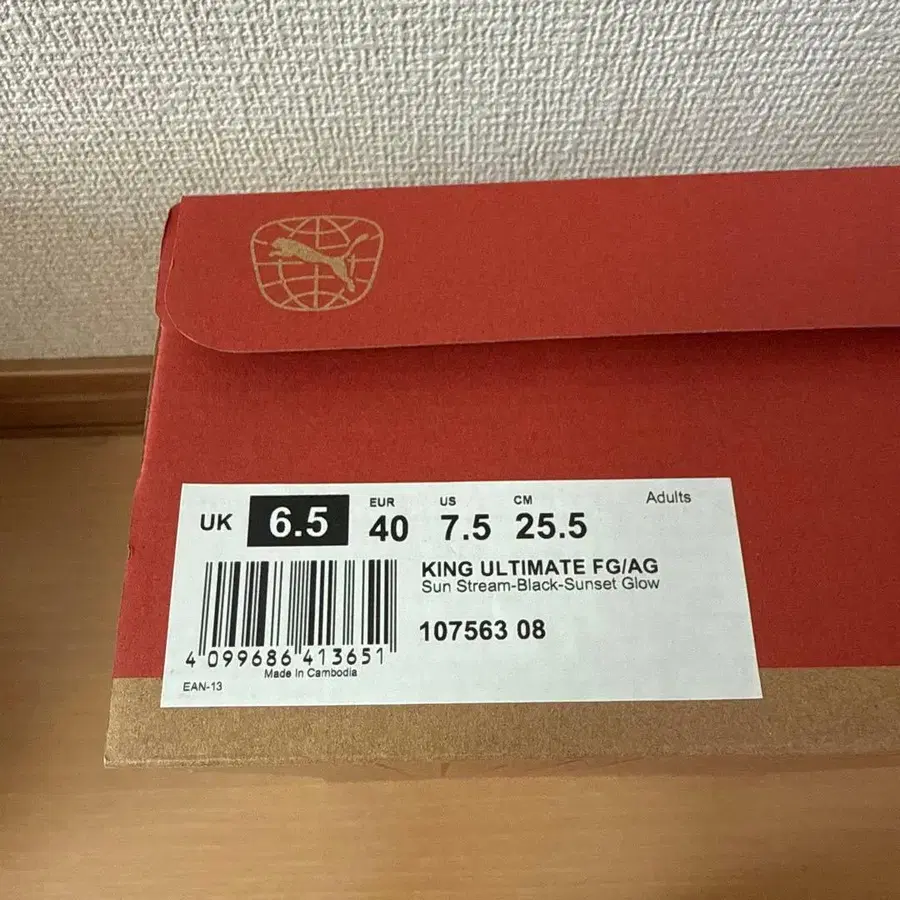 Adults
UK 6.5 EUR 40 US 7.5 CM 25.5
KING ULTIMATE FG/AG
Sun Stream-Black-Sunset Glow
107563 08
4 099686 413651
Made In Cambodia
EAN-13